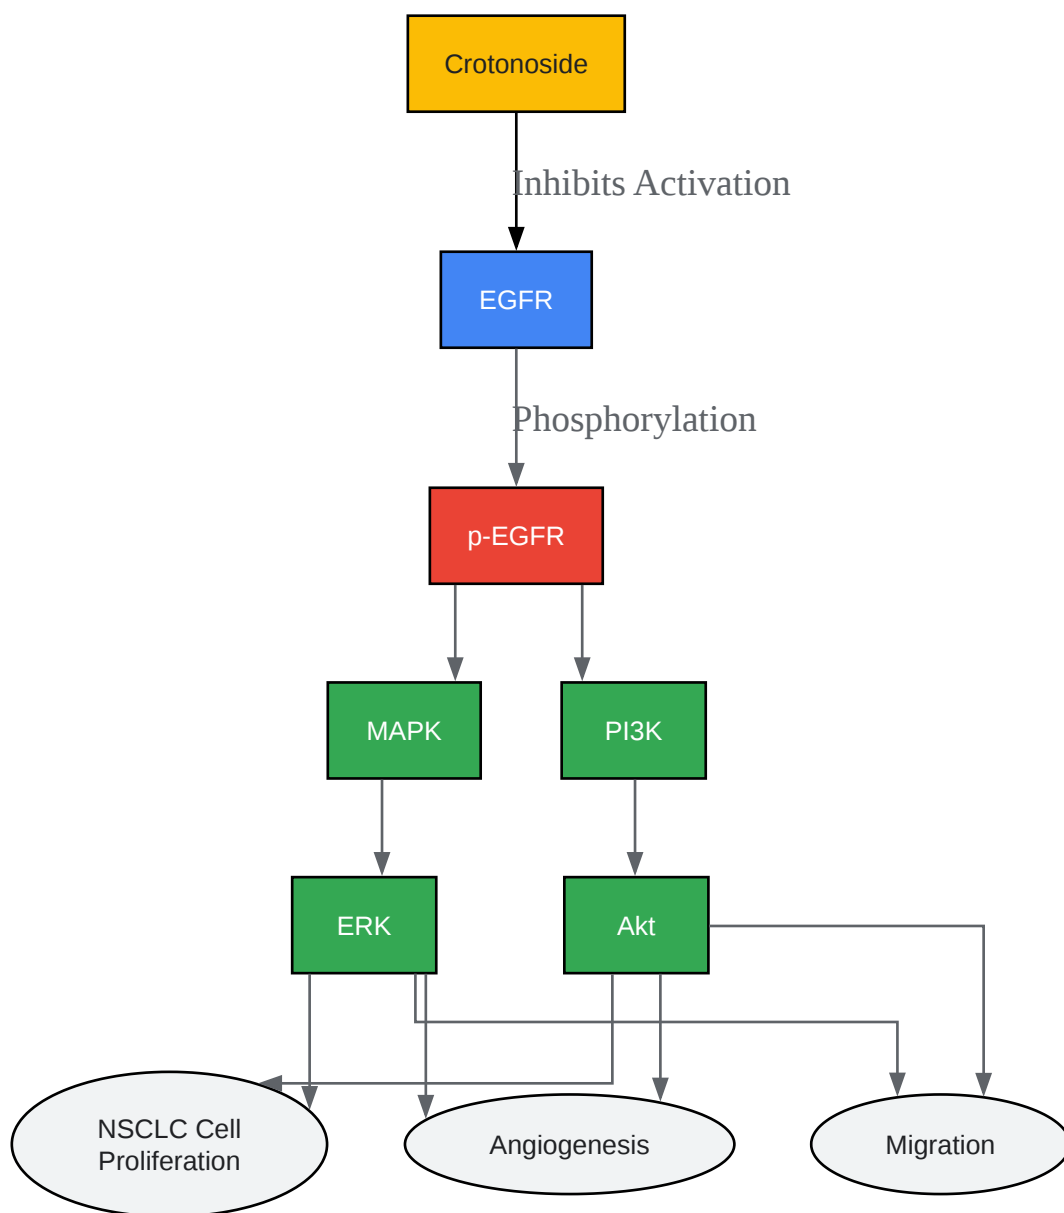 Crotonoside
Inhibits Activation
EGFR
Phosphorylation
p-EGFR
MAPK
PI3K
ERK
Akt
NSCLC Cell
Proliferation
Angiogenesis
Migration